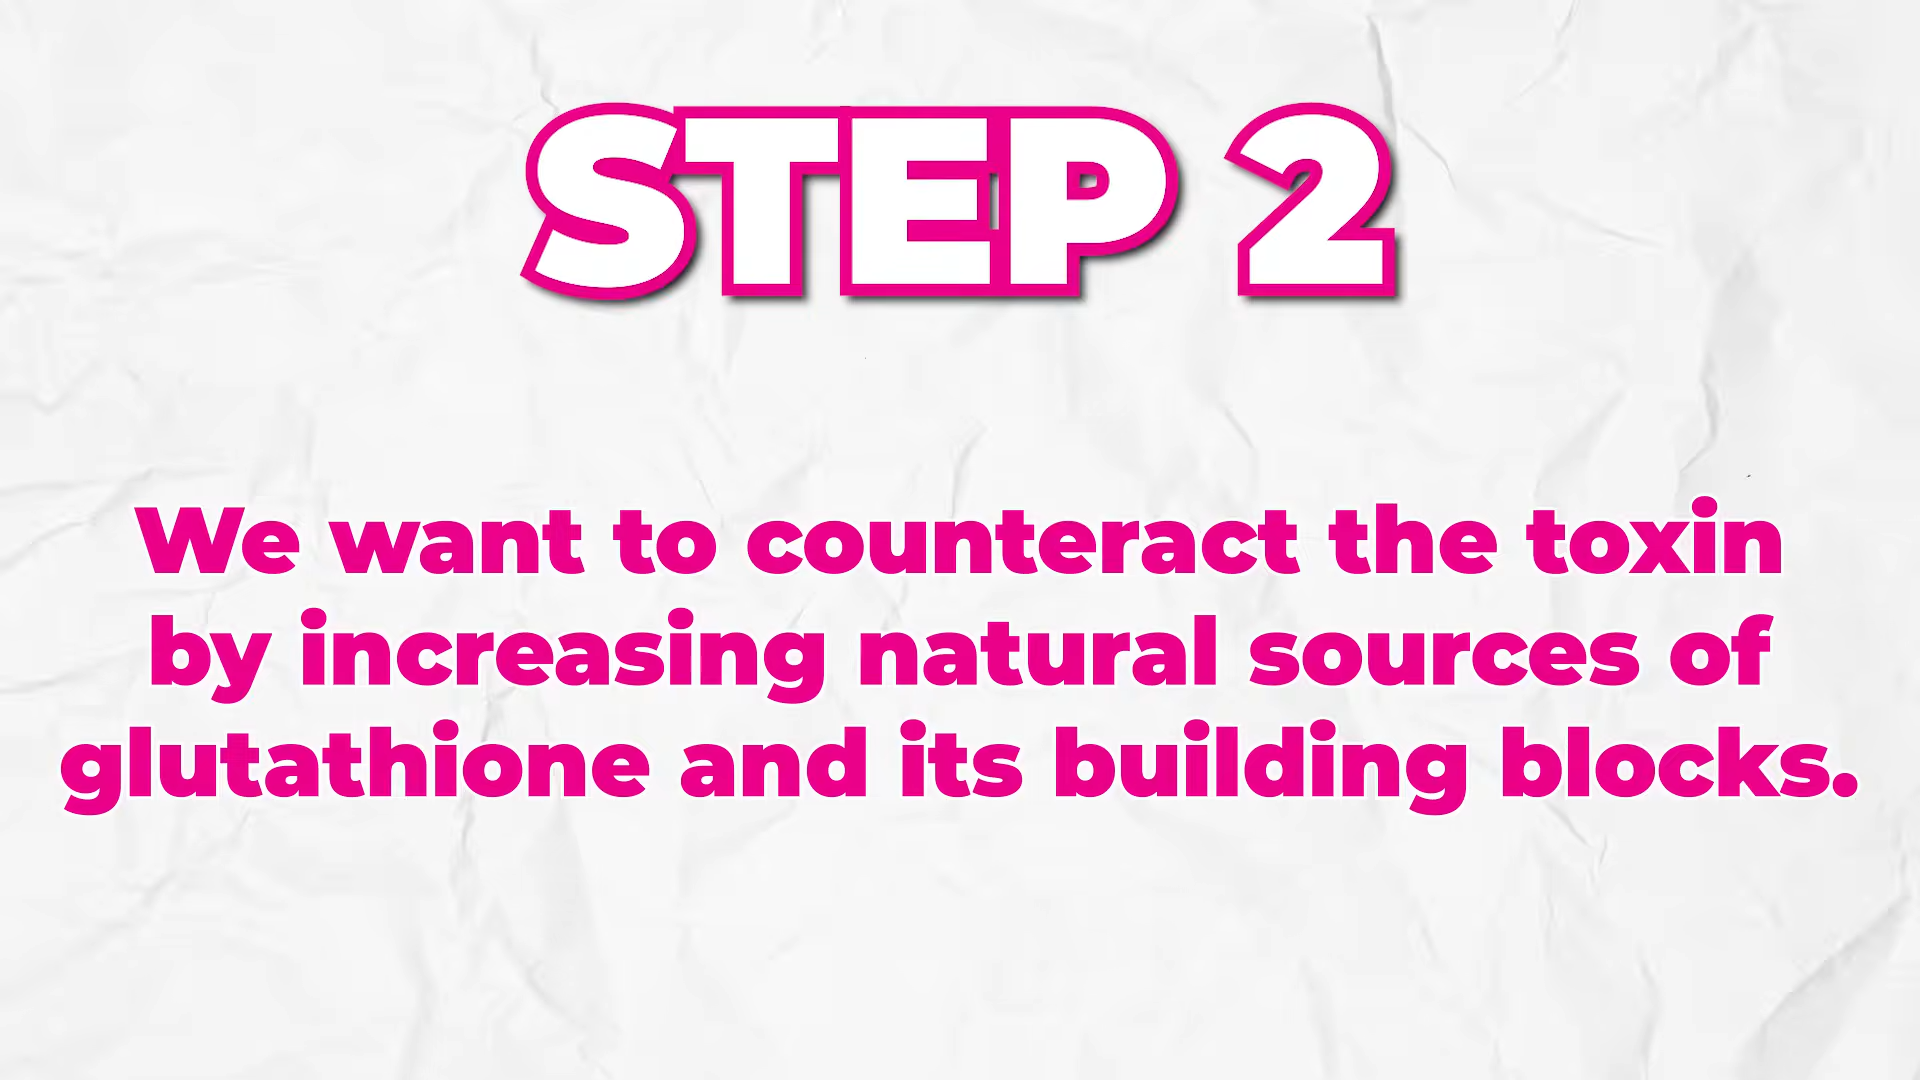 STEP 2
We want to counteract the toxin
by increasing natural sources of
glutathione and its building blocks.